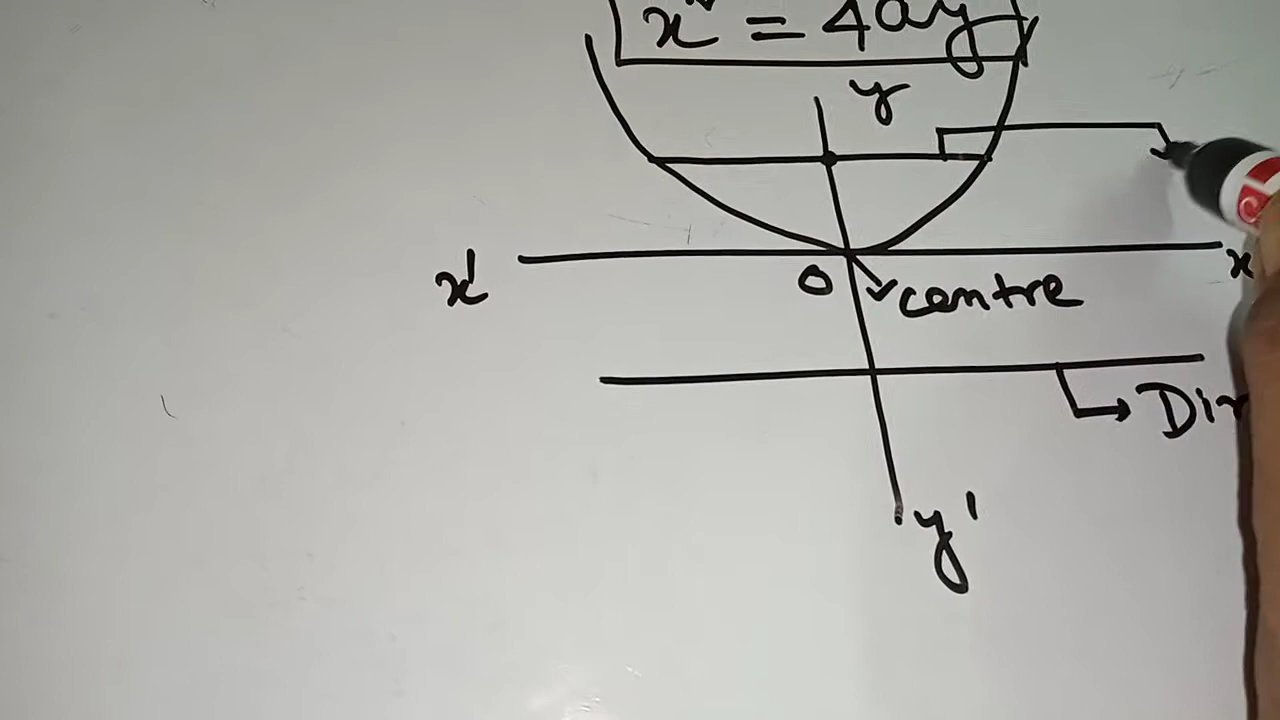 x² = 4ay
y
x
x'
O
centre
Dir
y'